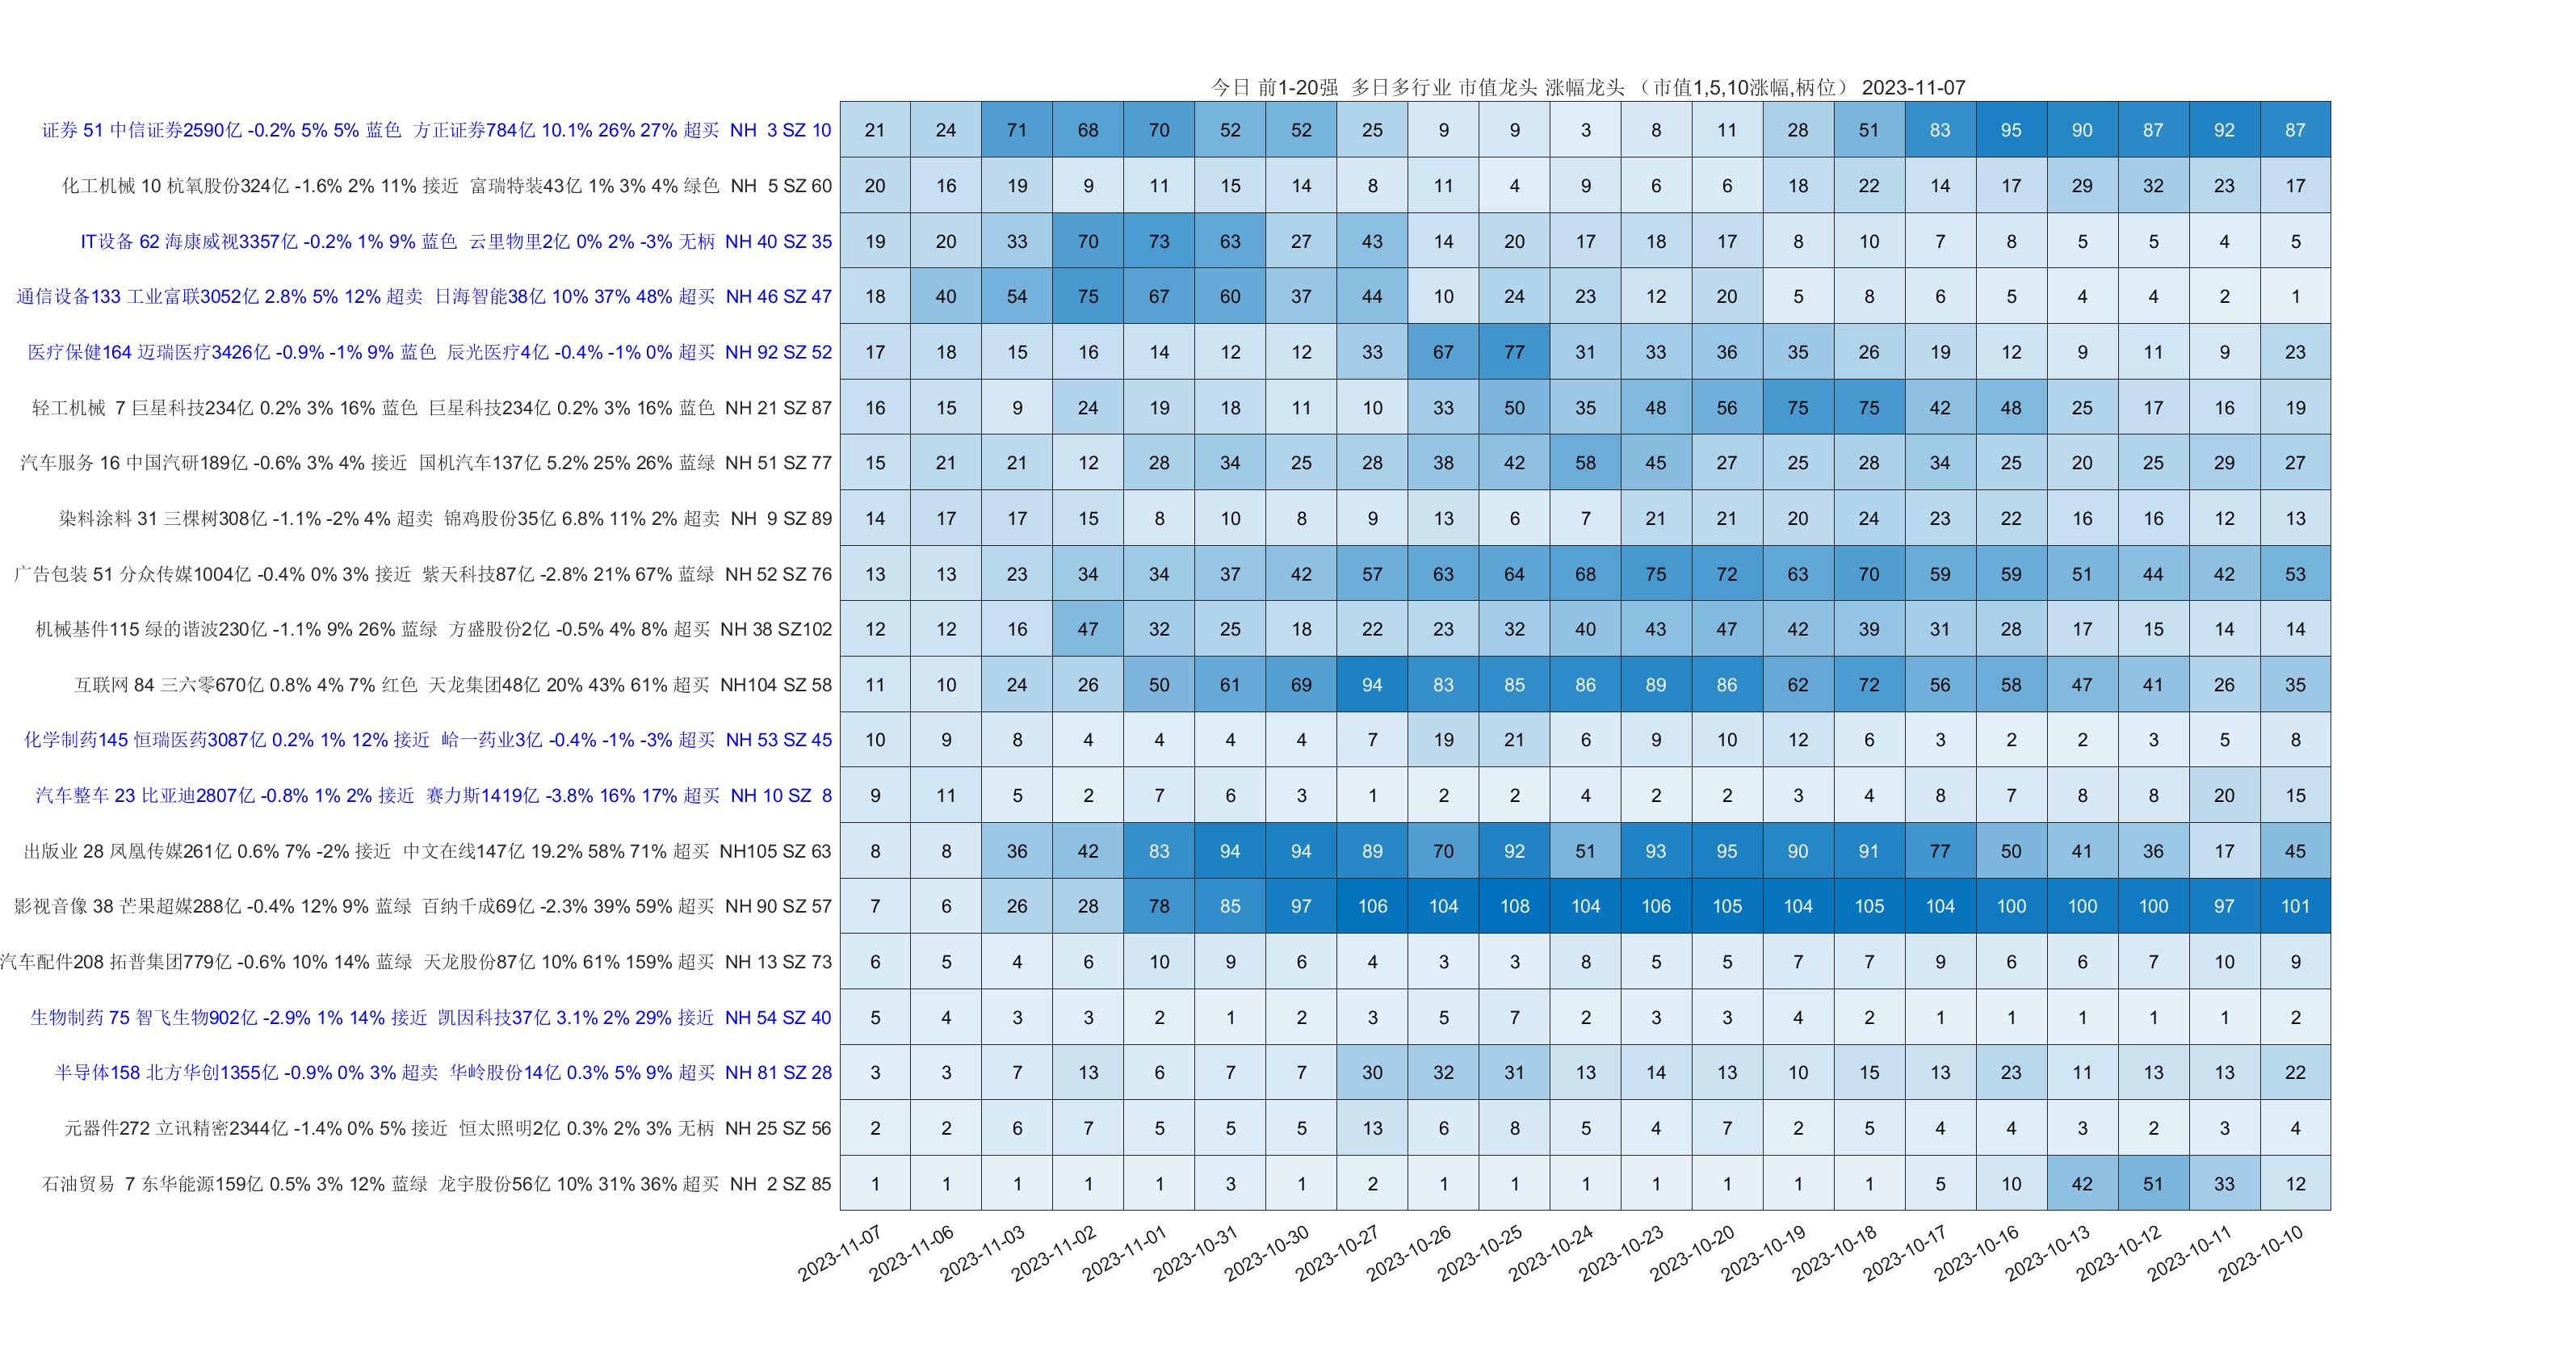 今日 前1-20强 多日多行业 市值龙头 涨幅龙头 （市值1,5,10涨幅,柄位） 2023-11-07
证券 51 中信证券2590亿 -0.2% 5% 5% 蓝色 方正证券784亿 10.1% 26% 27% 超买 NH 3 SZ 10 21 24 71 68 70 52 52 25 9 9 3 8 11 28 51 83 95 90 87 92 87
化工机械 10 杭氧股份324亿 -1.6% 2% 11% 接近 富瑞特装43亿 1% 3% 4% 绿色 NH 5 SZ 60 20 16 19 9 11 15 14 8 11 4 9 6 6 18 22 14 17 29 32 23 17
IT设备 62 海康威视3357亿 -0.2% 1% 9% 蓝色 云里物里2亿 0% 2% -3% 无柄 NH 40 SZ 35 19 20 33 70 73 63 27 43 14 20 17 18 17 8 10 7 8 5 5 4 5
通信设备133 工业富联3052亿 2.8% 5% 12% 超卖 日海智能38亿 10% 37% 48% 超买 NH 46 SZ 47 18 40 54 75 67 60 37 44 10 24 23 12 20 5 8 6 5 4 4 2 1
医疗保健164 迈瑞医疗3426亿 -0.9% -1% 9% 蓝色 辰光医疗4亿 -0.4% -1% 0% 超买 NH 92 SZ 52 17 18 15 16 14 12 12 33 67 77 31 33 36 35 26 19 12 9 11 9 23
轻工机械 7 巨星科技234亿 0.2% 3% 16% 蓝色 巨星科技234亿 0.2% 3% 16% 蓝色 NH 21 SZ 87 16 15 9 24 19 18 11 10 33 50 35 48 56 75 75 42 48 25 17 16 19
汽车服务 16 中国汽研189亿 -0.6% 3% 4% 接近 国机汽车137亿 5.2% 25% 26% 蓝绿 NH 51 SZ 77 15 21 21 12 28 34 25 28 38 42 58 45 27 25 28 34 25 20 25 29 27
染料涂料 31 三棵树308亿 -1.1% -2% 4% 超卖 锦鸡股份35亿 6.8% 11% 2% 超卖 NH 9 SZ 89 14 17 17 15 8 10 8 9 13 6 7 21 21 20 24 23 22 16 16 12 13
广告包装 51 分众传媒1004亿 -0.4% 0% 3% 接近 紫天科技87亿 -2.8% 21% 67% 蓝绿 NH 52 SZ 76 13 13 23 34 34 37 42 57 63 64 68 75 72 63 70 59 59 51 44 42 53
机械基件115 绿的谐波230亿 -1.1% 9% 26% 蓝绿 方盛股份2亿 -0.5% 4% 8% 超买 NH 38 SZ102 12 12 16 47 32 25 18 22 23 32 40 43 47 42 39 31 28 17 15 14 14
互联网 84 三六零670亿 0.8% 4% 7% 红色 天龙集团48亿 20% 43% 61% 超买 NH104 SZ 58 11 10 24 26 50 61 69 94 83 85 86 89 86 62 72 56 58 47 41 26 35
化学制药145 恒瑞医药3087亿 0.2% 1% 12% 接近 峆一药业3亿 -0.4% -1% -3% 超买 NH 53 SZ 45 10 9 8 4 4 4 4 7 19 21 6 9 10 12 6 3 2 2 3 5 8
汽车整车 23 比亚迪2807亿 -0.8% 1% 2% 接近 赛力斯1419亿 -3.8% 16% 17% 超买 NH 10 SZ 8 9 11 5 2 7 6 3 1 2 2 4 2 2 3 4 8 7 8 8 20 15
出版业 28 凤凰传媒261亿 0.6% 7% -2% 接近 中文在线147亿 19.2% 58% 71% 超买 NH105 SZ 63 8 8 36 42 83 94 94 89 70 92 51 93 95 90 91 77 50 41 36 17 45
影视音像 38 芒果超媒288亿 -0.4% 12% 9% 蓝绿 百纳千成69亿 -2.3% 39% 59% 超买 NH 90 SZ 57 7 6 26 28 78 85 97 106 104 108 104 106 105 104 105 104 100 100 100 97 101
汽车配件208 拓普集团779亿 -0.6% 10% 14% 蓝绿 天龙股份87亿 10% 61% 159% 超买 NH 13 SZ 73 6 5 4 6 10 9 6 4 3 3 8 5 5 7 7 9 6 6 7 10 9
生物制药 75 智飞生物902亿 -2.9% 1% 14% 接近 凯因科技37亿 3.1% 2% 29% 接近 NH 54 SZ 40 5 4 3 3 2 1 2 3 5 7 2 3 3 4 2 1 1 1 1 1 2
半导体158 北方华创1355亿 -0.9% 0% 3% 超卖 华岭股份14亿 0.3% 5% 9% 超买 NH 81 SZ 28 3 3 7 13 6 7 7 30 32 31 13 14 13 10 15 13 23 11 13 13 22
元器件272 立讯精密2344亿 -1.4% 0% 5% 接近 恒太照明2亿 0.3% 2% 3% 无柄 NH 25 SZ 56 2 2 6 7 5 5 5 13 6 8 5 4 7 2 5 4 4 3 2 3 4
石油贸易 7 东华能源159亿 0.5% 3% 12% 蓝绿 龙宇股份56亿 10% 31% 36% 超买 NH 2 SZ 85 1 1 1 1 1 3 1 2 1 1 1 1 1 1 1 5 10 42 51 33 12
2023-11-07 2023-11-06 2023-11-03 2023-11-02 2023-11-01 2023-10-31 2023-10-30 2023-10-27 2023-10-26 2023-10-25 2023-10-24 2023-10-23 2023-10-20 2023-10-19 2023-10-18 2023-10-17 2023-10-16 2023-10-13 2023-10-12 2023-10-11 2023-10-10